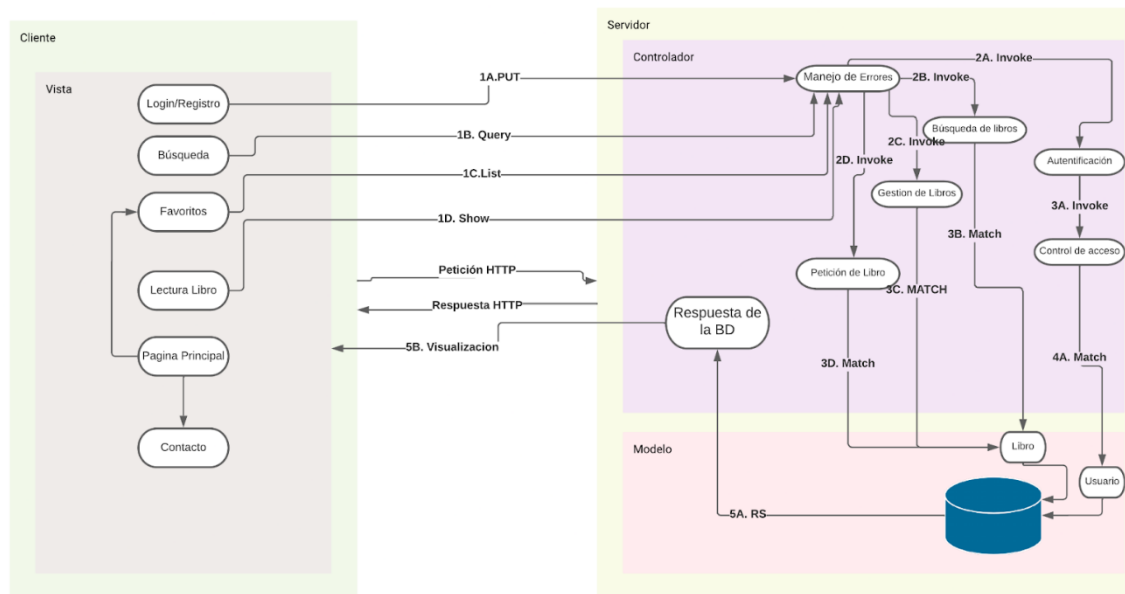 Cliente
Vista
Login/Registro
Búsqueda
Favoritos
Lectura Libro
Pagina Principal
Contacto
1A.PUT
1B. Query
1C.List
1D. Show
Petición HTTP
Respuesta HTTP
5B. Visualizacion
Servidor
Controlador
Manejo de Errores
2A. Invoke
2B. Invoke
Búsqueda de libros
2C. Invoke
2D. Invoke
Autentificación
Gestion de Libros
3A. Invoke
3B. Match
Control de acceso
Petición de Libro
3C. MATCH
Respuesta de
la BD
3D. Match
4A. Match
Modelo
Libro
Usuario
5A. RS